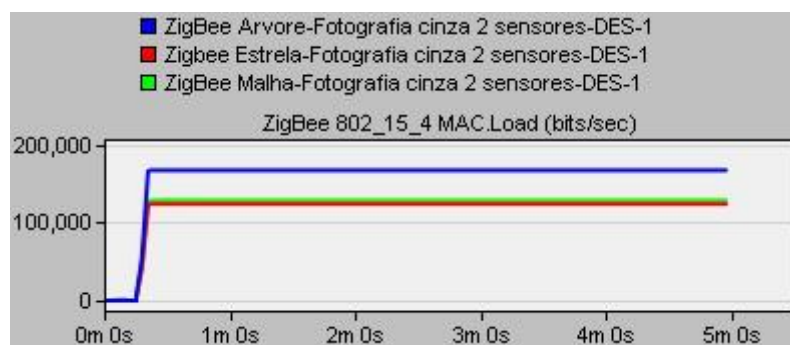 ZigBee Arvore-Fotografia cinza 2 sensores-DES-1
Zigbee Estrela-Fotografia cinza 2 sensores-DES-1
ZigBee Malha-Fotografia cinza 2 sensores-DES-1
ZigBee 802_15_4 MAC.Load (bits/sec)
200,000
100,000
0
0m 0s 1m 0s 2m 0s 3m 0s 4m 0s 5m 0s